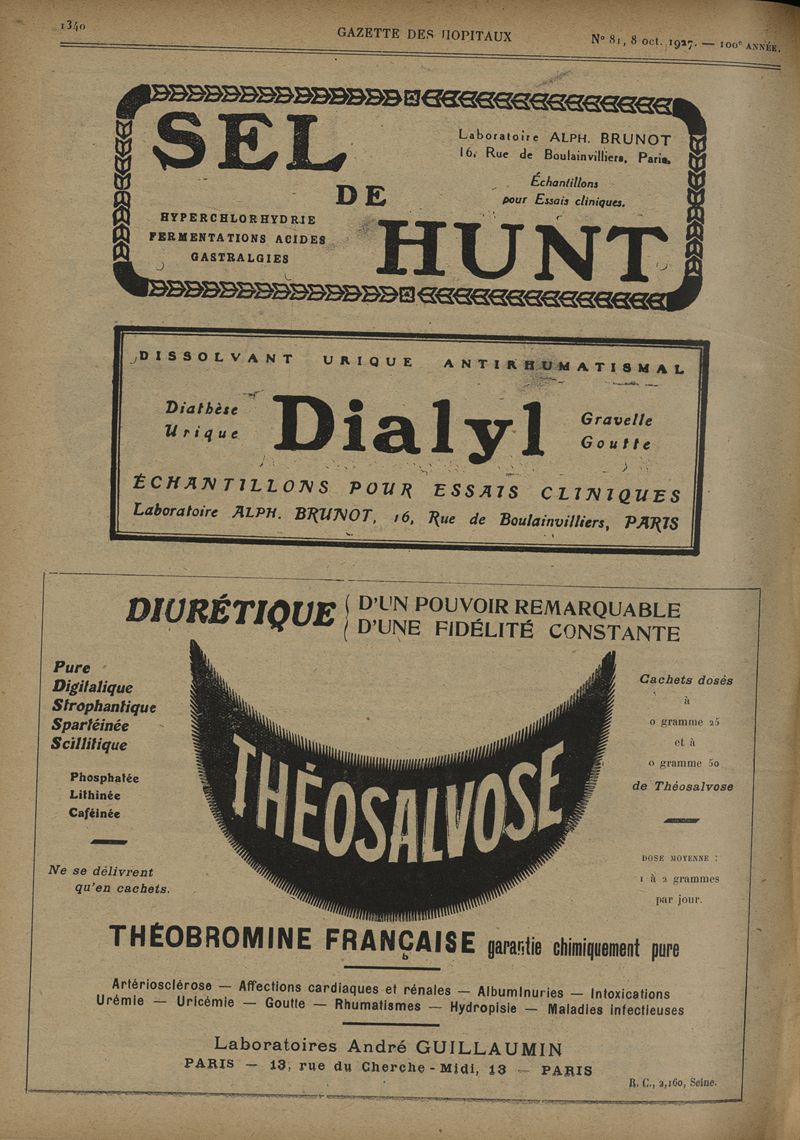 1340
GAZETTE DES HOPITAUX
N° 81, 8 oct. 1927. — 100e ANNÉE.
SEL
DE
HUNT
Laboratoire ALPH. BRUNOT
16, Rue de Boulainvilliers, Paris.
Échantillons
pour Essais cliniques.
HYPERCHLORHYDRIE
FERMENTATIONS ACIDES
GASTRALGIES
DISSOLVANT URIQUE ANTIRHUMATISMAL
Diathèse
Urique
Dialyl
Gravelle
Goutte
ÉCHANTILLONS POUR ESSAIS CLINIQUES
Laboratoire ALPH. BRUNOT, 16, Rue de Boulainvilliers, PARIS
DIURÉTIQUE
D'UN POUVOIR REMARQUABLE
D'UNE FIDÉLITÉ CONSTANTE
Pure
Digitalique
Strophantique
Spartéinée
Scillitique
Phosphatée
Lithinée
Caféinée
Ne se délivrent
qu'en cachets.
THÉOSALVOSE
Cachets dosés
à
0 gramme 25
et à
0 gramme 50
de Théosalvose
DOSE MOYENNE :
1 à 2 grammes
par jour.
THÉOBROMINE FRANÇAISE garantie chimiquement pure
Artériosclérose — Affections cardiaques et rénales — Albuminuries — Intoxications
Urémie — Uricémie — Goutte — Rhumatismes — Hydropisie — Maladies infectieuses
Laboratoires André GUILLAUMIN
PARIS — 13, rue du Cherche-Midi, 13 — PARIS
R. C., 2,160, Seine.